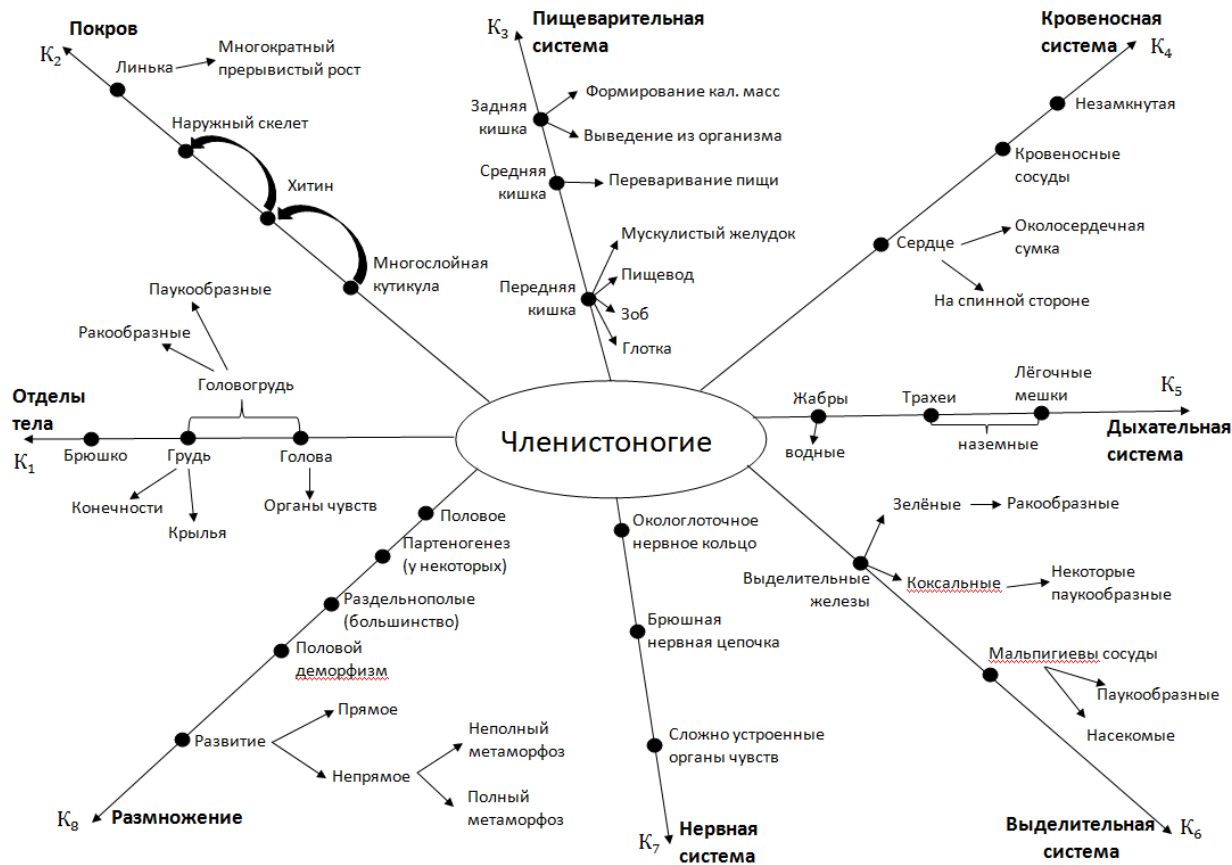 Покров
К₂
Линька
Многократный
прерывистый рост
Наружный скелет
Хитин
Многослойная
кутикула
Пищеварительная
система
К₃
Задняя
кишка
Формирование кал. масс
Выведение из организма
Средняя
кишка
Переваривание пищи
Передняя
кишка
Мускулистый желудок
Пищевод
Зоб
Глотка
Кровеносная
система
К₄
Незамкнутая
Кровеносные
сосуды
Сердце
Околосердечная
сумка
На спинной стороне
Паукообразные
Ракообразные
Головогрудь
Отделы
тела
К₁
Брюшко
Грудь
Голова
Конечности
Крылья
Органы чувств
Членистоногие
Жабры
водные
Трахеи
Лёгочные
мешки
наземные
К₅
Дыхательная
система
Половое
Партеногенез
(у некоторых)
Раздельнополые
(большинство)
Половой
деморфизм
Развитие
Прямое
Непрямое
Неполный
метаморфоз
Полный
метаморфоз
К₈
Размножение
Окологлоточное
нервное кольцо
Брюшная
нервная цепочка
Сложно устроенные
органы чувств
К₇
Нервная
система
Выделительные
железы
Зелёные
Ракообразные
Коксальные
Некоторые
паукообразные
Мальпигиевы сосуды
Паукообразные
Насекомые
Выделительная
система
К₆